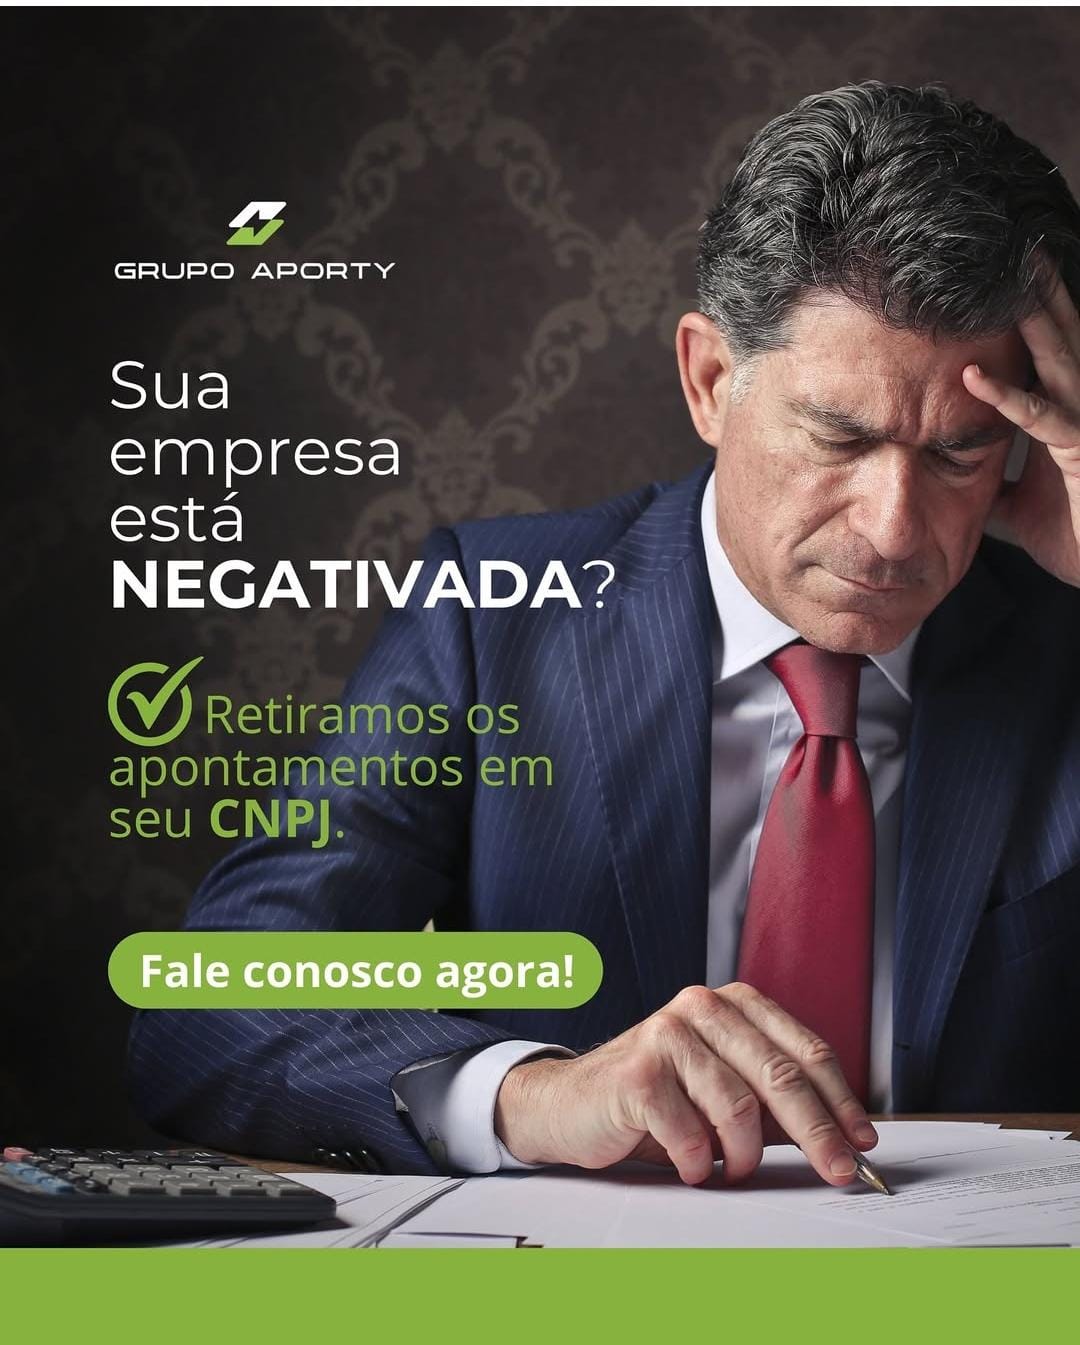 GRUPO APORTY
Sua
empresa
está
NEGATIVADA?
Retiramos os
apontamentos em
seu CNPJ.
Fale conosco agora!